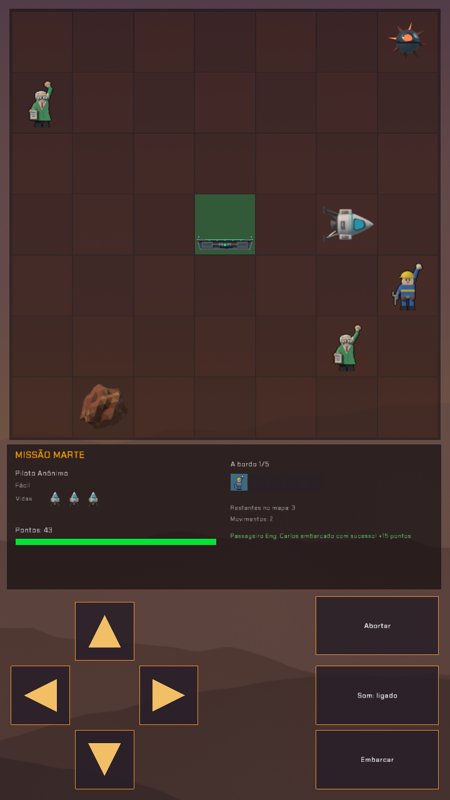 MISSÃO MARTE
Piloto Anônimo
Fácil
Vidas
Pontos: 43
A bordo 1/5
Restantes no mapa: 3
Movimentos: 2
Passageiro Eng. Carlos embarcado com sucesso! +15 pontos.
Abortar
Som: ligado
Embarcar